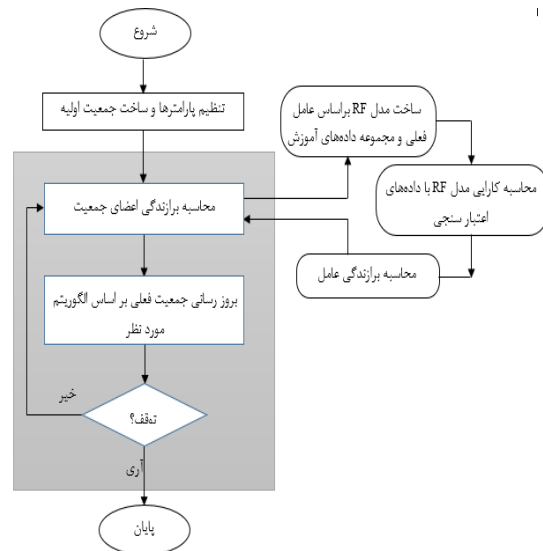 شروع
تنظیم پارامترها و ساخت جمعیت اولیه
محاسبه برازندگی اعضای جمعیت
بروز رسانی جمعیت فعلی بر اساس الگوریتم
مورد نظر
توقف؟
خیر
آری
پایان
ساخت مدل RF براساس عامل
فعلی و مجموعه داده‌های آموزش
محاسبه کارایی مدل RF با داده‌های
اعتبار سنجی
محاسبه برازندگی عامل